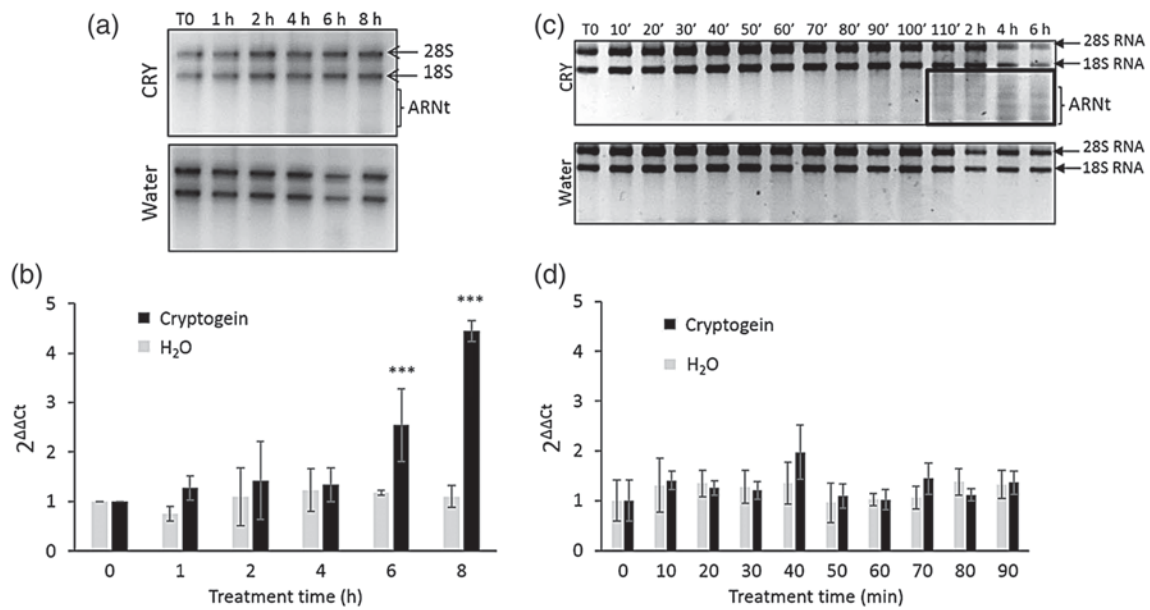 (a)
T0 1 h 2 h 4 h 6 h 8 h
CRY
28S
18S
ARNt
Water
(b)
2ΔΔCt
5
4
3
2
1
0
Cryptogein
H2O
***
***
0 1 2 4 6 8
Treatment time (h)
(c)
T0 10' 20' 30' 40' 50' 60' 70' 80' 90' 100' 110' 2 h 4 h 6 h
CRY
28S RNA
18S RNA
ARNt
Water
28S RNA
18S RNA
(d)
2ΔΔCt
5
4
3
2
1
0
Cryptogein
H2O
0 10 20 30 40 50 60 70 80 90
Treatment time (min)